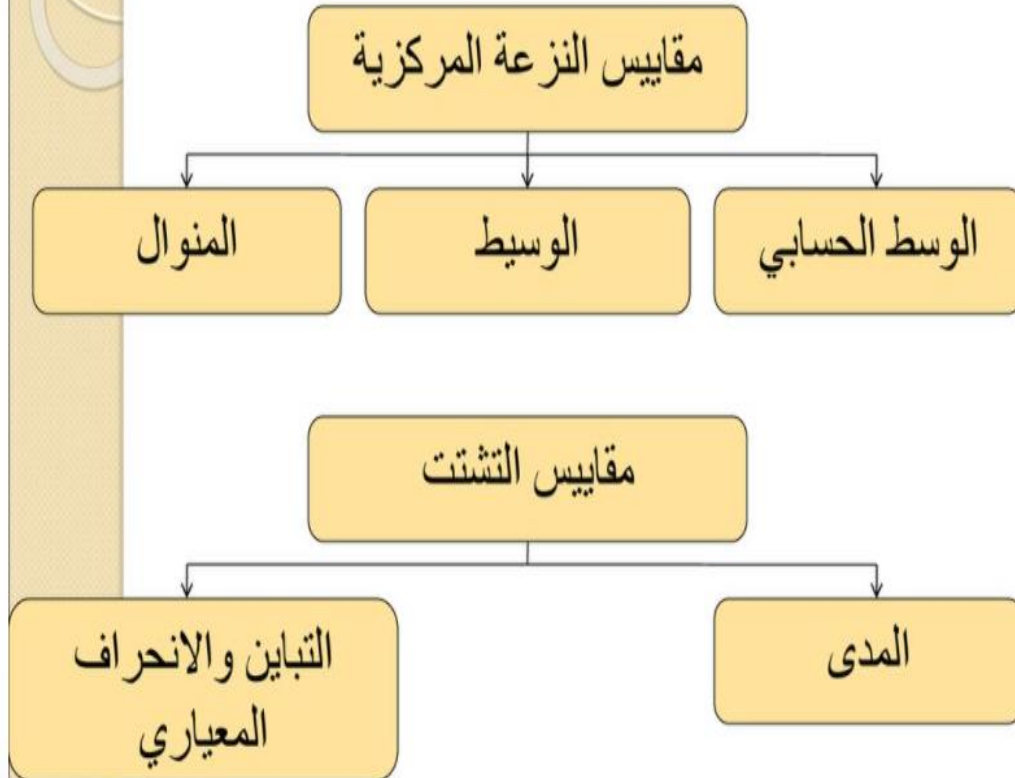 مقاييس النزعة المركزية
الوسط الحسابي
الوسيط
المنوال
مقاييس التشتت
المدى
التباين والانحراف
المعياري